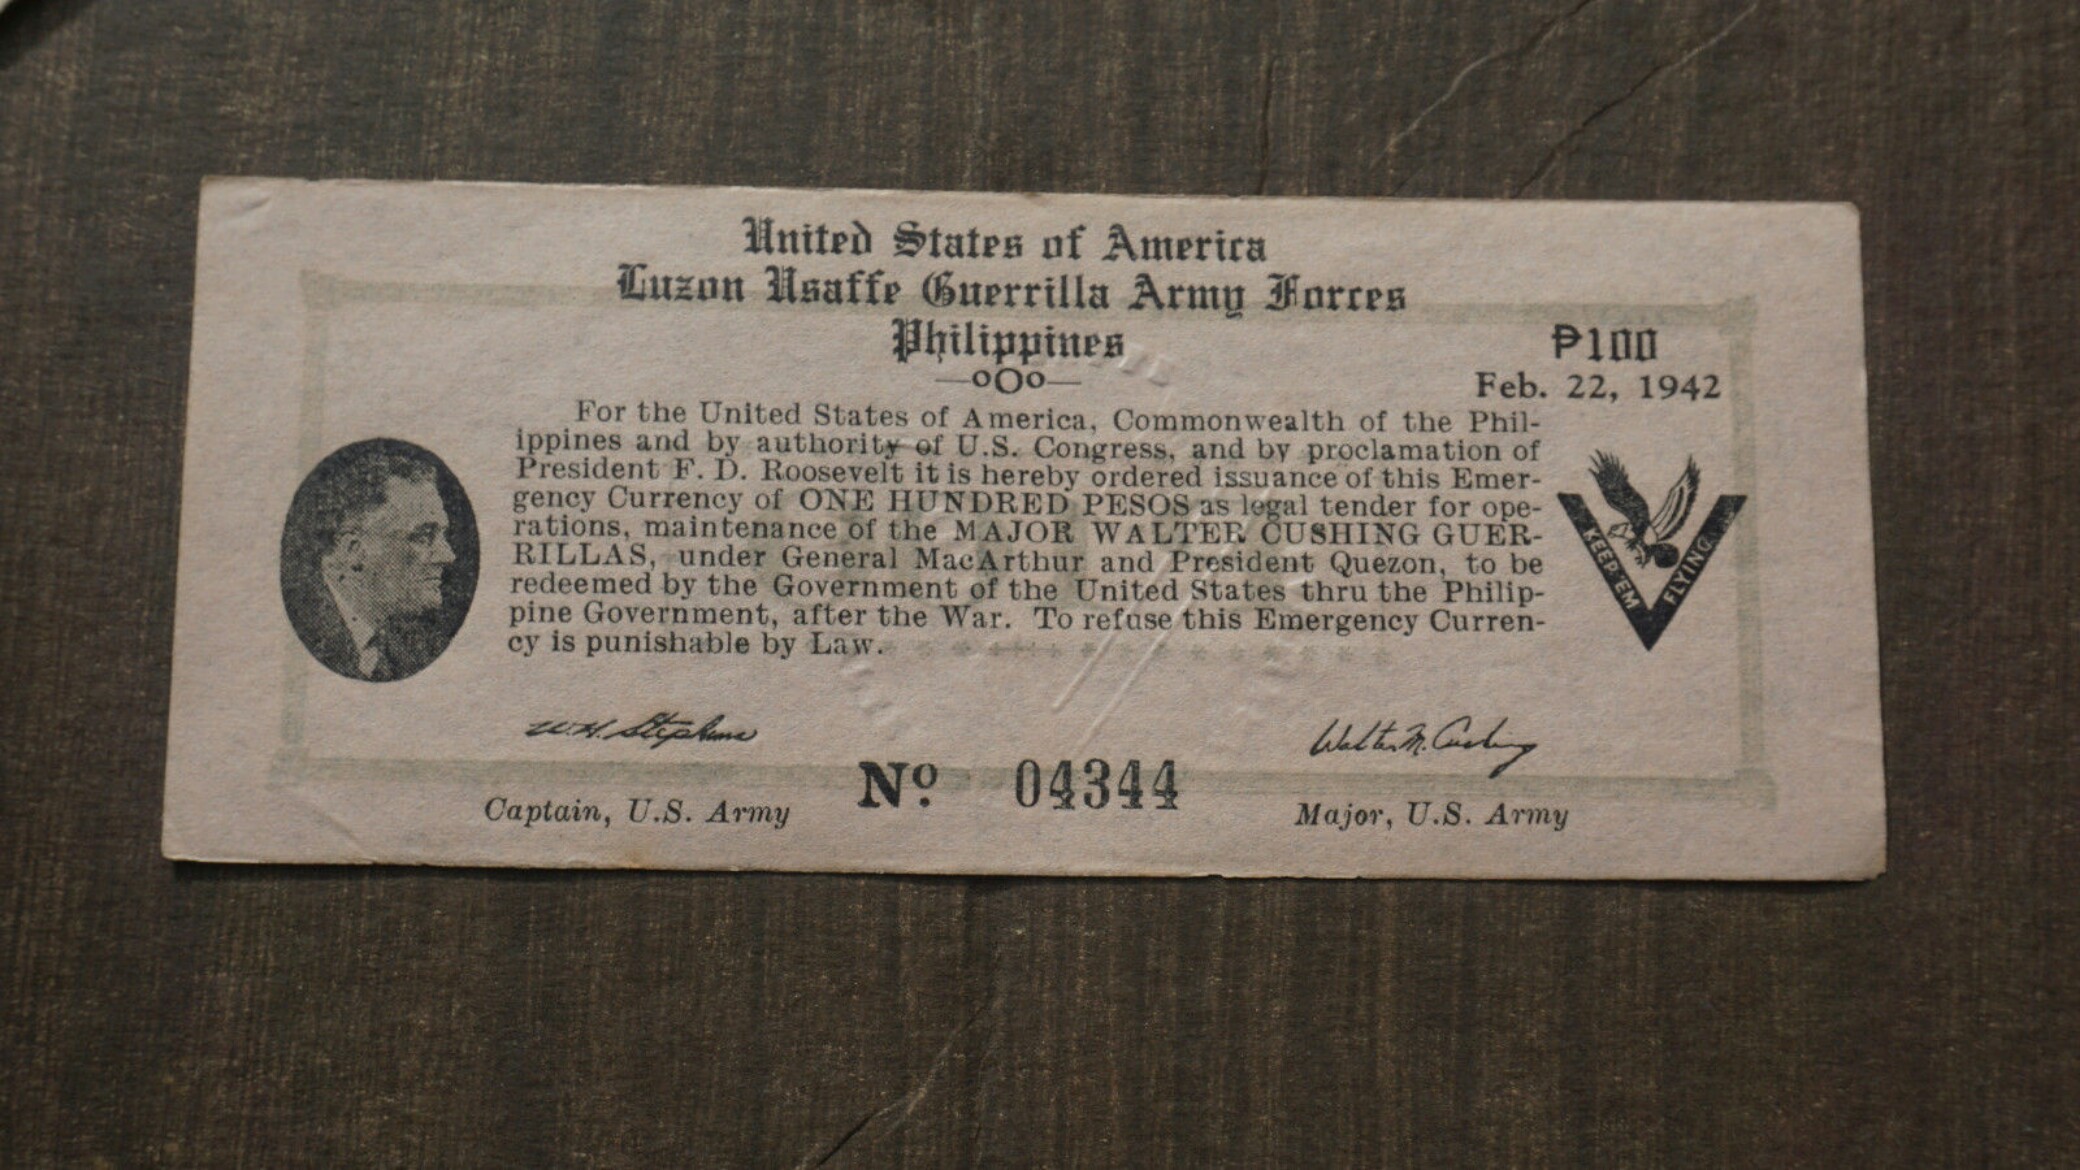 United States of America
Luzon Usaffe Guerrilla Army Forces
Philippines
—oOo—
₱100
Feb. 22, 1942
For the United States of America, Commonwealth of the Phil-
ippines and by authority of U.S. Congress, and by proclamation of
President F. D. Roosevelt it is hereby ordered issuance of this Emer-
gency Currency of ONE HUNDRED PESOS as legal tender for ope-
rations, maintenance of the MAJOR WALTER CUSHING GUER-
RILLAS, under General MacArthur and President Quezon, to be
redeemed by the Government of the United States thru the Philip-
pine Government, after the War. To refuse this Emergency Curren-
cy is punishable by Law.
KEEP 'EM FLYING
W.H. Stephens
Walter M. Cushing
Captain, U.S. Army
Nº 04344
Major, U.S. Army